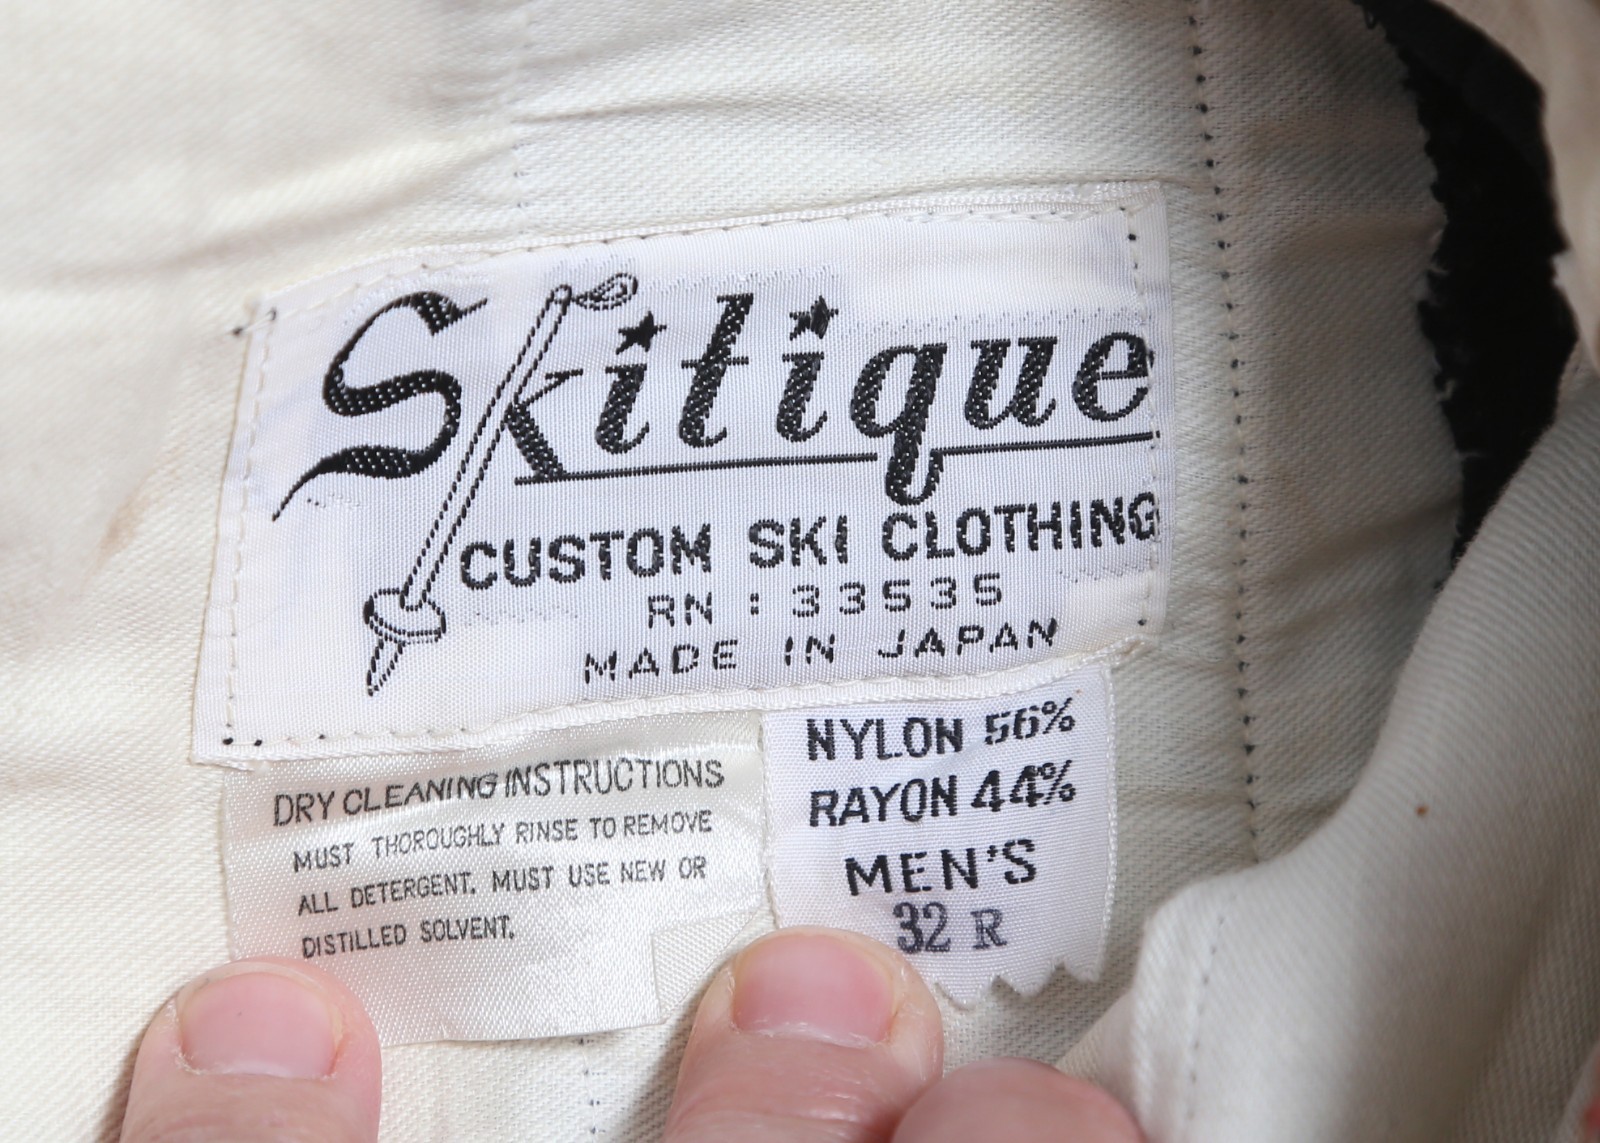 Skitique
CUSTOM SKI CLOTHING
RN : 33535
MADE IN JAPAN
DRY CLEANING INSTRUCTIONS
MUST THOROUGHLY RINSE TO REMOVE
ALL DETERGENT. MUST USE NEW OR
DISTILLED SOLVENT.
NYLON 56%
RAYON 44%
MEN'S
32 R